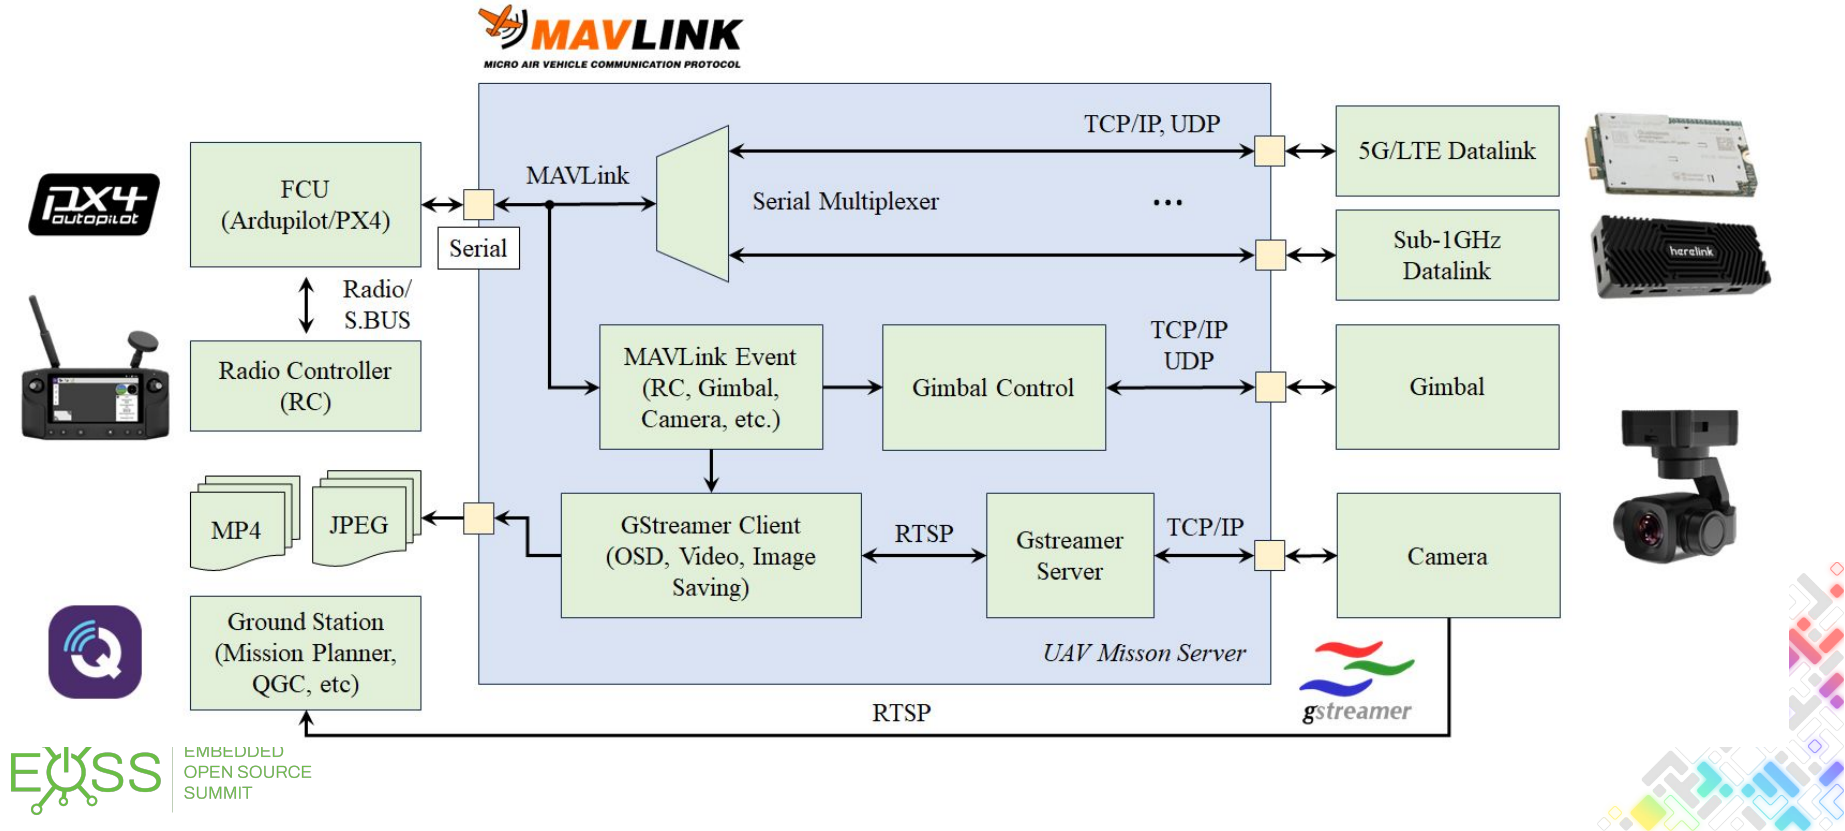 MAVLINK
MICRO AIR VEHICLE COMMUNICATION PROTOCOL
TCP/IP, UDP
5G/LTE Datalink
px4
autopilot
FCU
(Ardupilot/PX4)
MAVLink
Serial Multiplexer
...
Serial
Sub-1GHz
Datalink
herelink
Radio/
S.BUS
Radio Controller
(RC)
MAVLink Event
(RC, Gimbal,
Camera, etc.)
Gimbal Control
TCP/IP
UDP
Gimbal
MP4
JPEG
GStreamer Client
(OSD, Video, Image
Saving)
RTSP
Gstreamer
Server
TCP/IP
Camera
Ground Station
(Mission Planner,
QGC, etc)
UAV Misson Server
gstreamer
RTSP
EOSS
EMBEDDED
OPEN SOURCE
SUMMIT